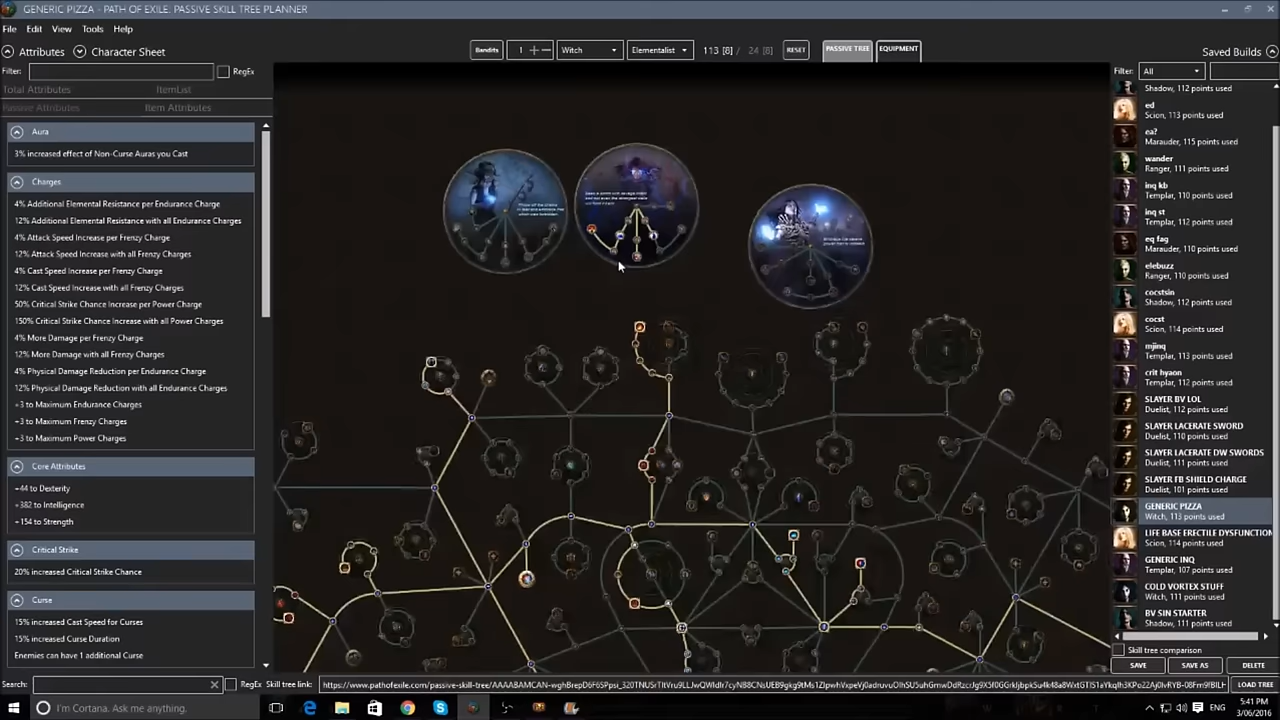 GENERIC PIZZA - PATH OF EXILE: PASSIVE SKILL TREE PLANNER
File Edit View Tools Help
Attributes Character Sheet
Bandits 1 Witch Elementalist 113 [8] / 24 [8] RESET PASSIVE TREE EQUIPMENT
Saved Builds
Filter: RegEx
Filter: All
Total Attributes ItemList
Passive Attributes Item Attributes
Aura
3% increased effect of Non-Curse Auras you Cast
Charges
4% Additional Elemental Resistance per Endurance Charge
12% Additional Elemental Resistance with all Endurance Charges
4% Attack Speed Increase per Frenzy Charge
12% Attack Speed Increase with all Frenzy Charges
4% Cast Speed Increase per Frenzy Charge
12% Cast Speed Increase with all Frenzy Charges
50% Critical Strike Chance Increase per Power Charge
150% Critical Strike Chance Increase with all Power Charges
4% More Damage per Frenzy Charge
12% More Damage with all Frenzy Charges
4% Physical Damage Reduction per Endurance Charge
12% Physical Damage Reduction with all Endurance Charges
+3 to Maximum Endurance Charges
+3 to Maximum Frenzy Charges
+3 to Maximum Power Charges
Core Attributes
+44 to Dexterity
+382 to Intelligence
+154 to Strength
Critical Strike
20% increased Critical Strike Chance
Curse
15% increased Cast Speed for Curses
15% increased Curse Duration
Enemies can have 1 additional Curse
Shadow, 112 points used
ed
Scion, 113 points used
ea?
Marauder, 115 points used
wander
Ranger, 111 points used
inq kb
Templar, 112 points used
inq st
Templar, 112 points used
eq fag
Marauder, 110 points used
elebuzz
Ranger, 110 points used
cocstsin
Shadow, 112 points used
cocst
Scion, 114 points used
mjinq
Templar, 113 points used
crit hyaon
Templar, 112 points used
SLAYER BV LOL
Duelist, 112 points used
SLAYER LACERATE SWORD
Duelist, 110 points used
SLAYER LACERATE DW SWORDS
Duelist, 111 points used
SLAYER FB SHIELD CHARGE
Duelist, 101 points used
GENERIC PIZZA
Witch, 113 points used
LIFE BASE ERECTILE DYSFUNCTION
Scion, 114 points used
GENERIC INQ
Templar, 107 points used
COLD VORTEX STUFF
Witch, 111 points used
BV SIN STARTER
Shadow, 111 points used
Skill tree comparison
SAVE SAVE AS DELETE
Search: RegEx Skill tree link: LOAD TREE
I'm Cortana. Ask me anything.
ENG
5:41 PM
3/06/2016